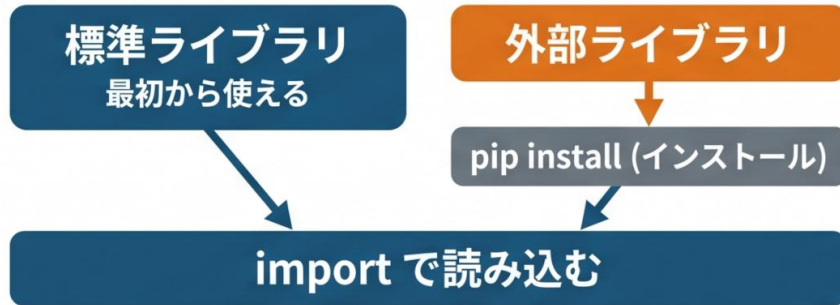 標準ライブラリ
最初から使える
外部ライブラリ
pip install (インストール)
import で読み込む